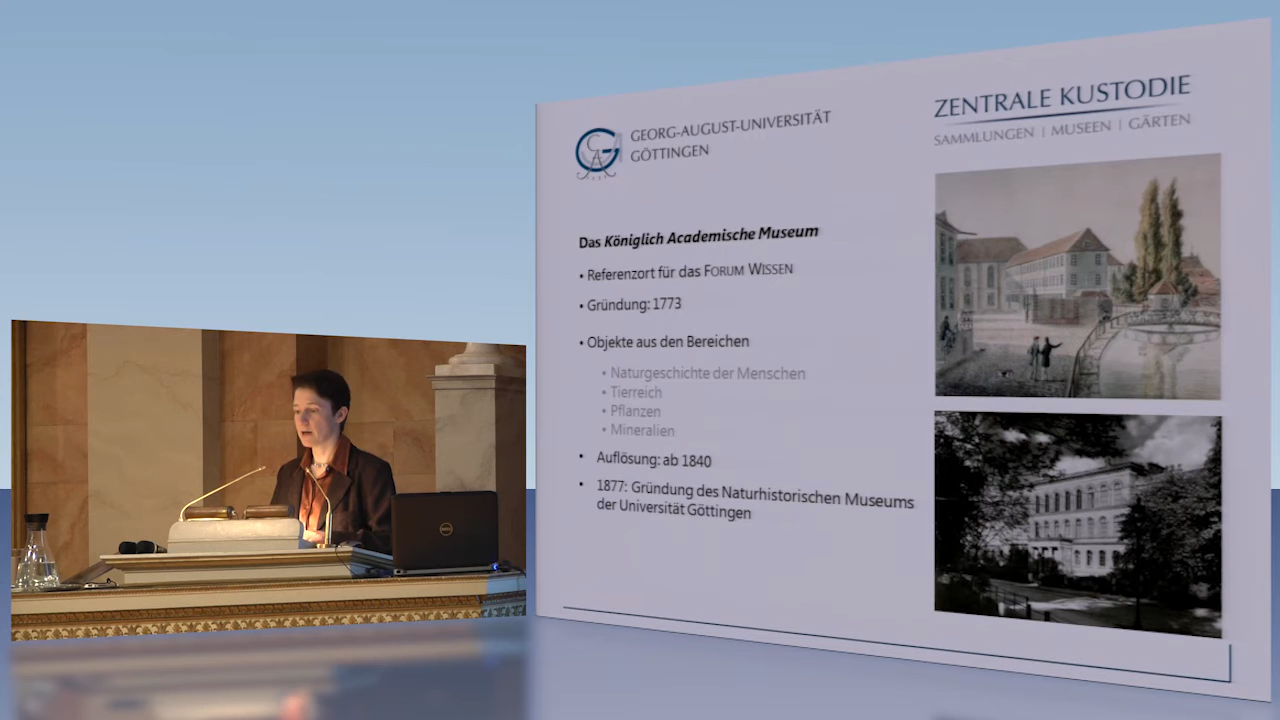 GEORG-AUGUST-UNIVERSITÄT
GÖTTINGEN
ZENTRALE KUSTODIE
SAMMLUNGEN | MUSEEN | GÄRTEN
Das Königlich Academische Museum
• Referenzort für das FORUM WISSEN
• Gründung: 1773
• Objekte aus den Bereichen
• Naturgeschichte der Menschen
• Tierreich
• Pflanzen
• Mineralien
• Auflösung: ab 1840
• 1877: Gründung des Naturhistorischen Museums
der Universität Göttingen
DELL